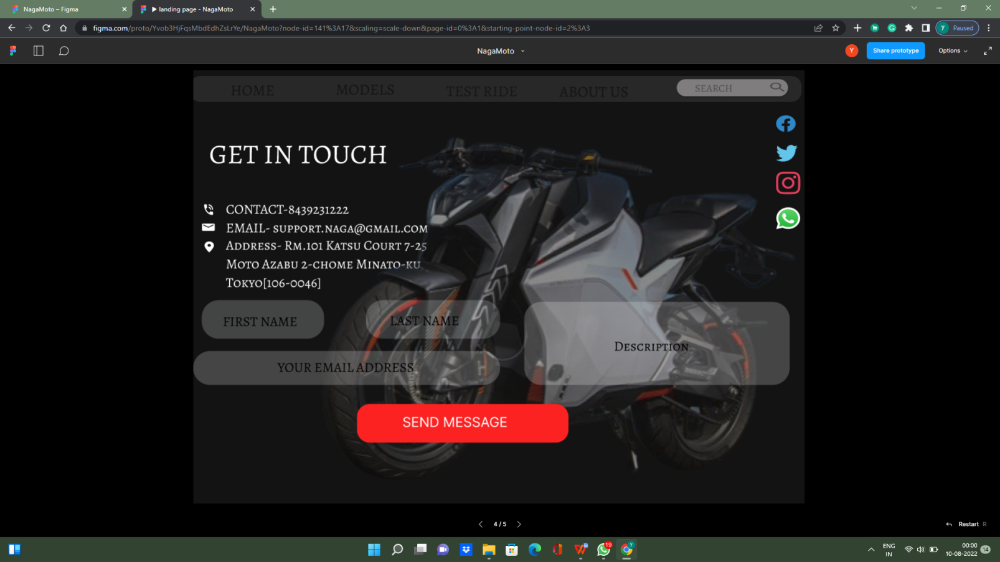 NagaMoto – Figma
landing page - NagaMoto
figma.com/proto/Yvob3HjFqsMbdEdhZsLrYe/NagaMoto?node-id=141%3A17&scaling=scale-down&page-id=0%3A1&starting-point-node-id=2%3A3
y Paused
NagaMoto
Y
Share prototype
Options
HOME MODELS TEST RIDE ABOUT US SEARCH
GET IN TOUCH
CONTACT-8439231222
EMAIL- SUPPORT.NAGA@GMAIL.COM
ADDRESS- RM.101 KATSU COURT 7-25
MOTO AZABU 2-CHOME MINATO-KU
TOKYO[106-0046]
FIRST NAME LAST NAME
DESCRIPTION
YOUR EMAIL ADDRESS
SEND MESSAGE
4 / 5
Restart R
19
y
ENG
IN
00:00
10-08-2022
14